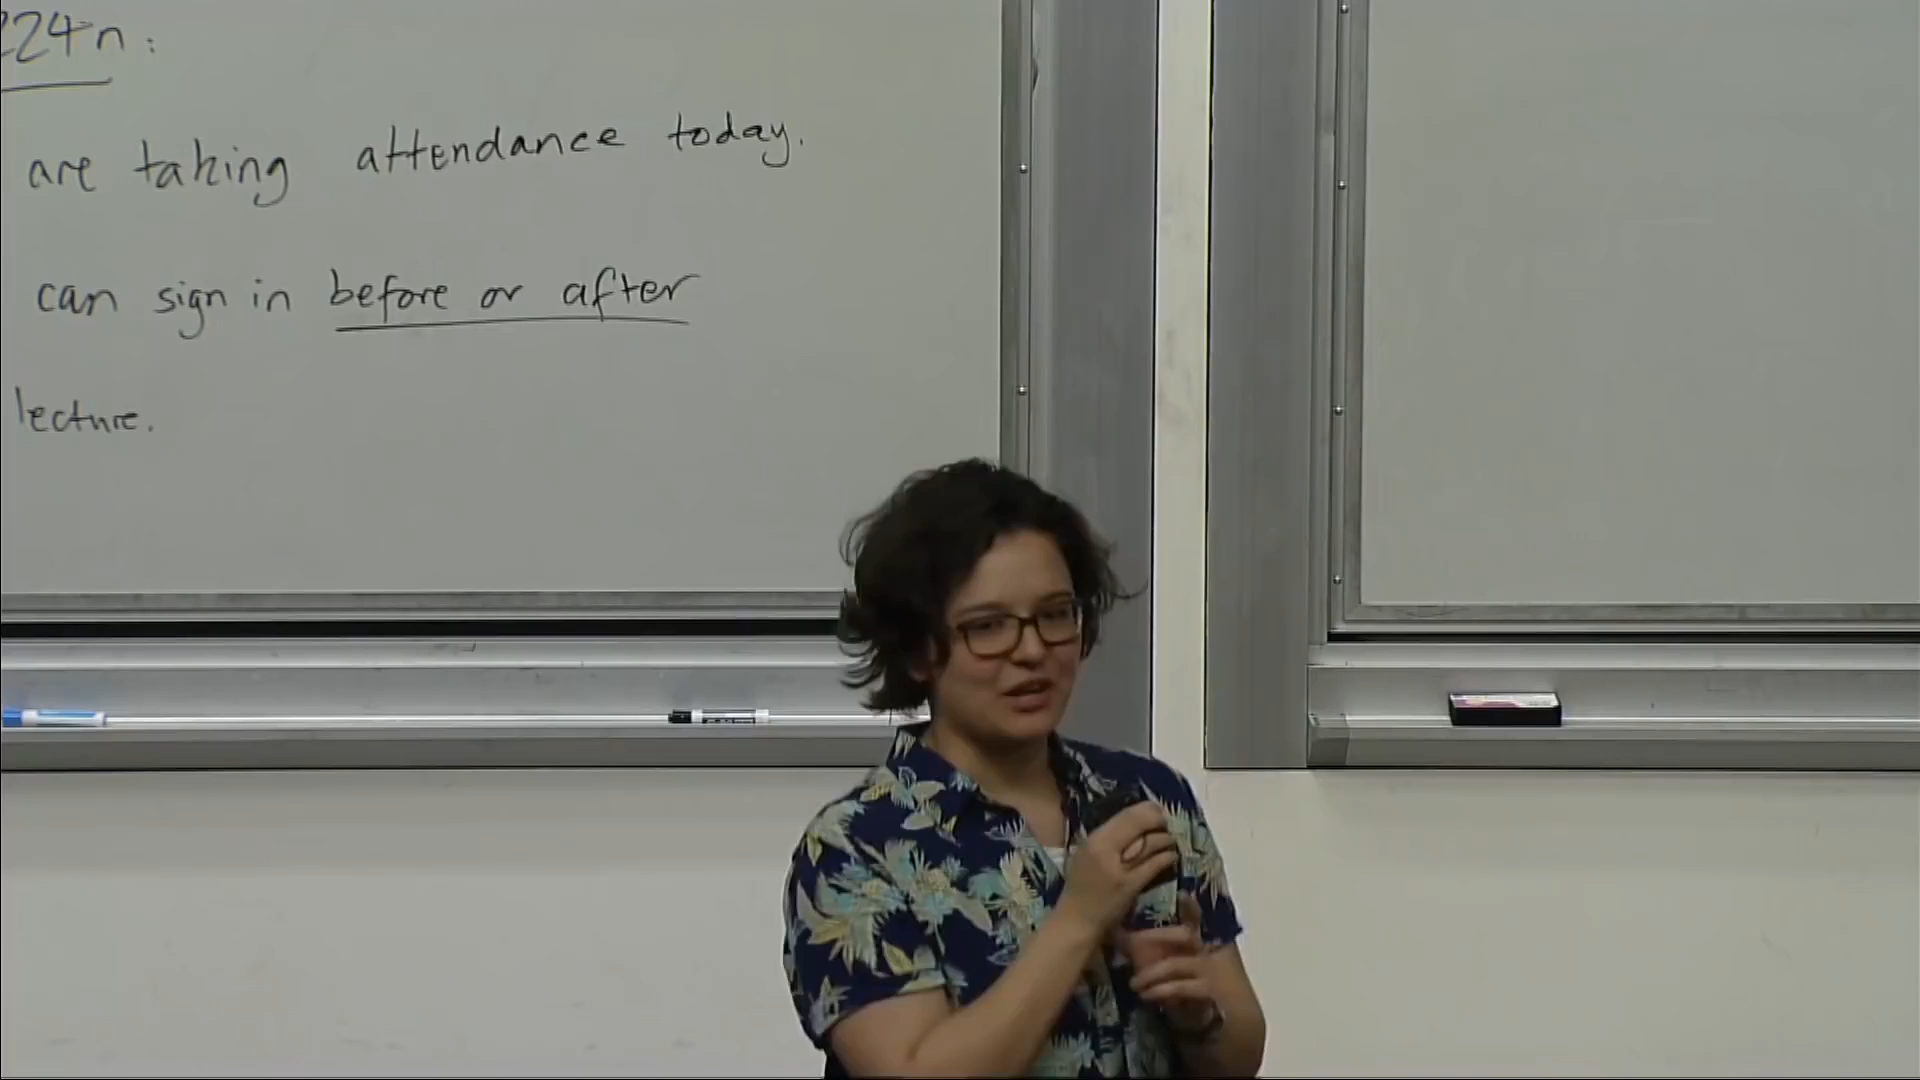 224n:
are taking attendance today.
can sign in before or after
lecture.